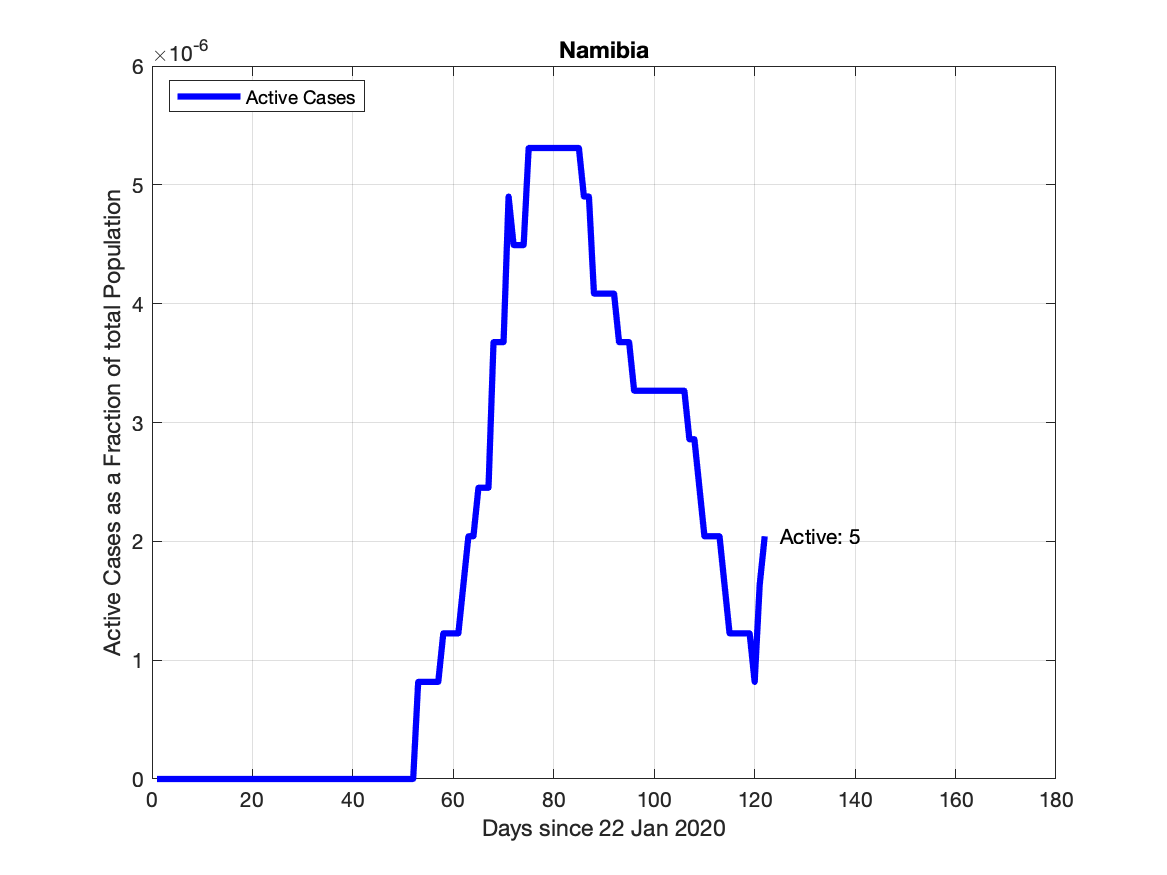 Namibia
×10-6
Active Cases
6
5
4
3
2
1
0
Active Cases as a Fraction of total Population
Active: 5
0 20 40 60 80 100 120 140 160 180
Days since 22 Jan 2020